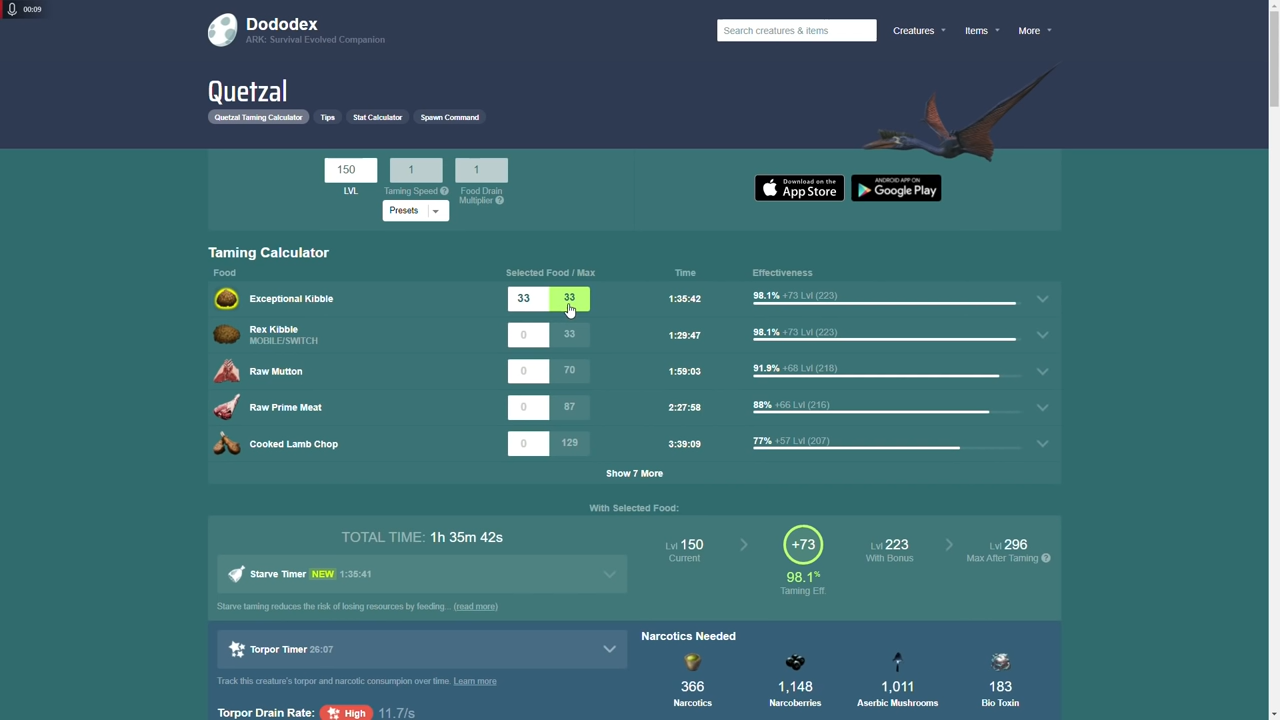 00:09
Dododex
ARK: Survival Evolved Companion
Search creatures & items
Creatures
Items
More
Quetzal
Quetzal Taming Calculator
Tips
Stat Calculator
Spawn Command
150
1
1
LVL
Taming Speed ?
Food Drain
Multiplier ?
Presets
Download on the
App Store
ANDROID APP ON
Google Play
Taming Calculator
Food
Selected Food / Max
Time
Effectiveness
Exceptional Kibble
33
33
1:35:42
98.1% +73 Lvl (223)
Rex Kibble
MOBILE/SWITCH
0
33
1:29:47
98.1% +73 Lvl (223)
Raw Mutton
0
70
1:59:03
91.9% +68 Lvl (218)
Raw Prime Meat
0
87
2:27:58
88% +66 Lvl (216)
Cooked Lamb Chop
0
129
3:39:09
77% +57 Lvl (207)
Show 7 More
With Selected Food:
TOTAL TIME: 1h 35m 42s
Starve Timer NEW 1:35:41
Starve taming reduces the risk of losing resources by feeding... (read more)
Lvl 150
Current
+73
98.1%
Taming Eff.
Lvl 223
With Bonus
Lvl 296
Max After Taming ?
Torpor Timer 26:07
Track this creature's torpor and narcotic consumpion over time. Learn more
Torpor Drain Rate: High 11.7/s
Narcotics Needed
366
Narcotics
1,148
Narcoberries
1,011
Aserbic Mushrooms
183
Bio Toxin